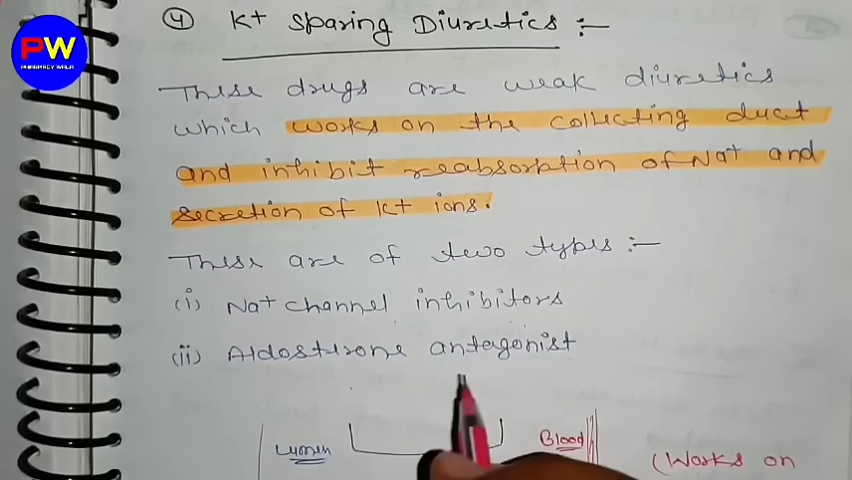 PW
PHARMACY WALA
④ K+ Sparing Diuretics :-
These drugs are weak diuretics
which works on the collecting duct
and inhibit reabsorbtion of Na+ and
secretion of K+ ions.
These are of two types :-
(i) Na+ channel inhibitors
(ii) Aldosterone antagonist
Lumen
Blood
(Works on